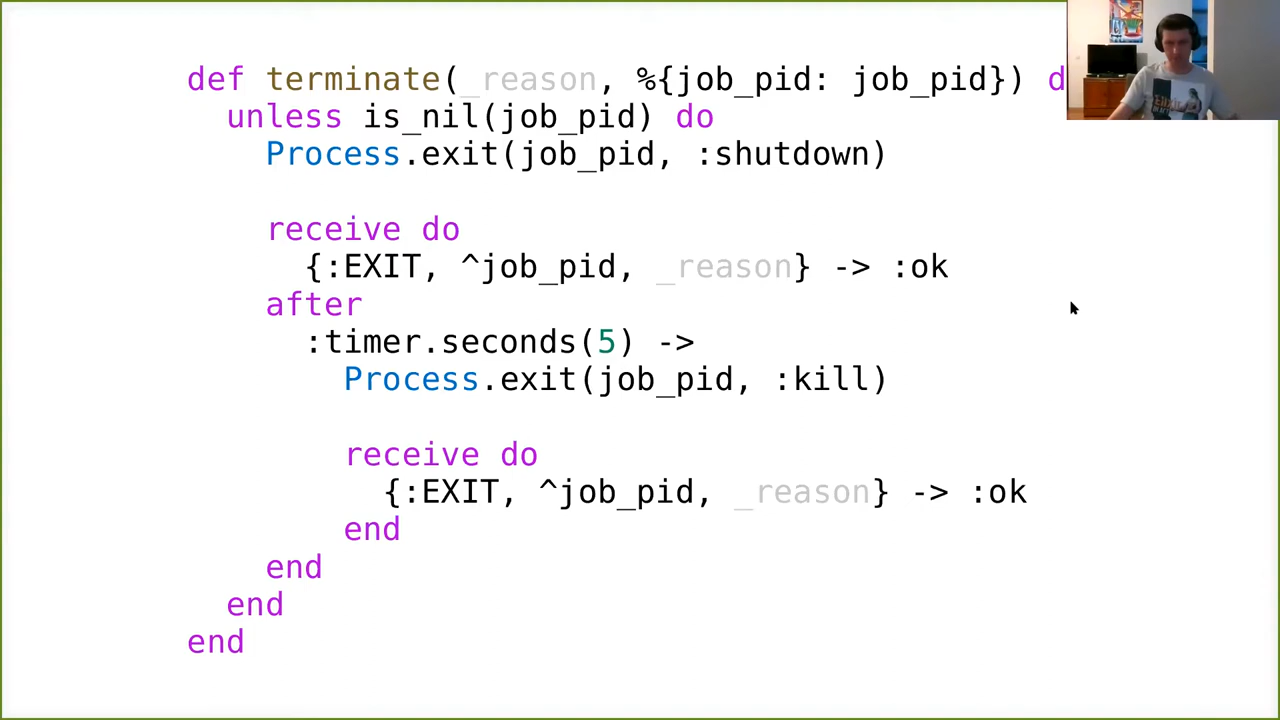 def terminate(_reason, %{job_pid: job_pid}) d
  unless is_nil(job_pid) do
    Process.exit(job_pid, :shutdown)
    receive do
      {:EXIT, ^job_pid, _reason} -> :ok
    after
      :timer.seconds(5) ->
        Process.exit(job_pid, :kill)
        receive do
          {:EXIT, ^job_pid, _reason} -> :ok
        end
    end
  end
end